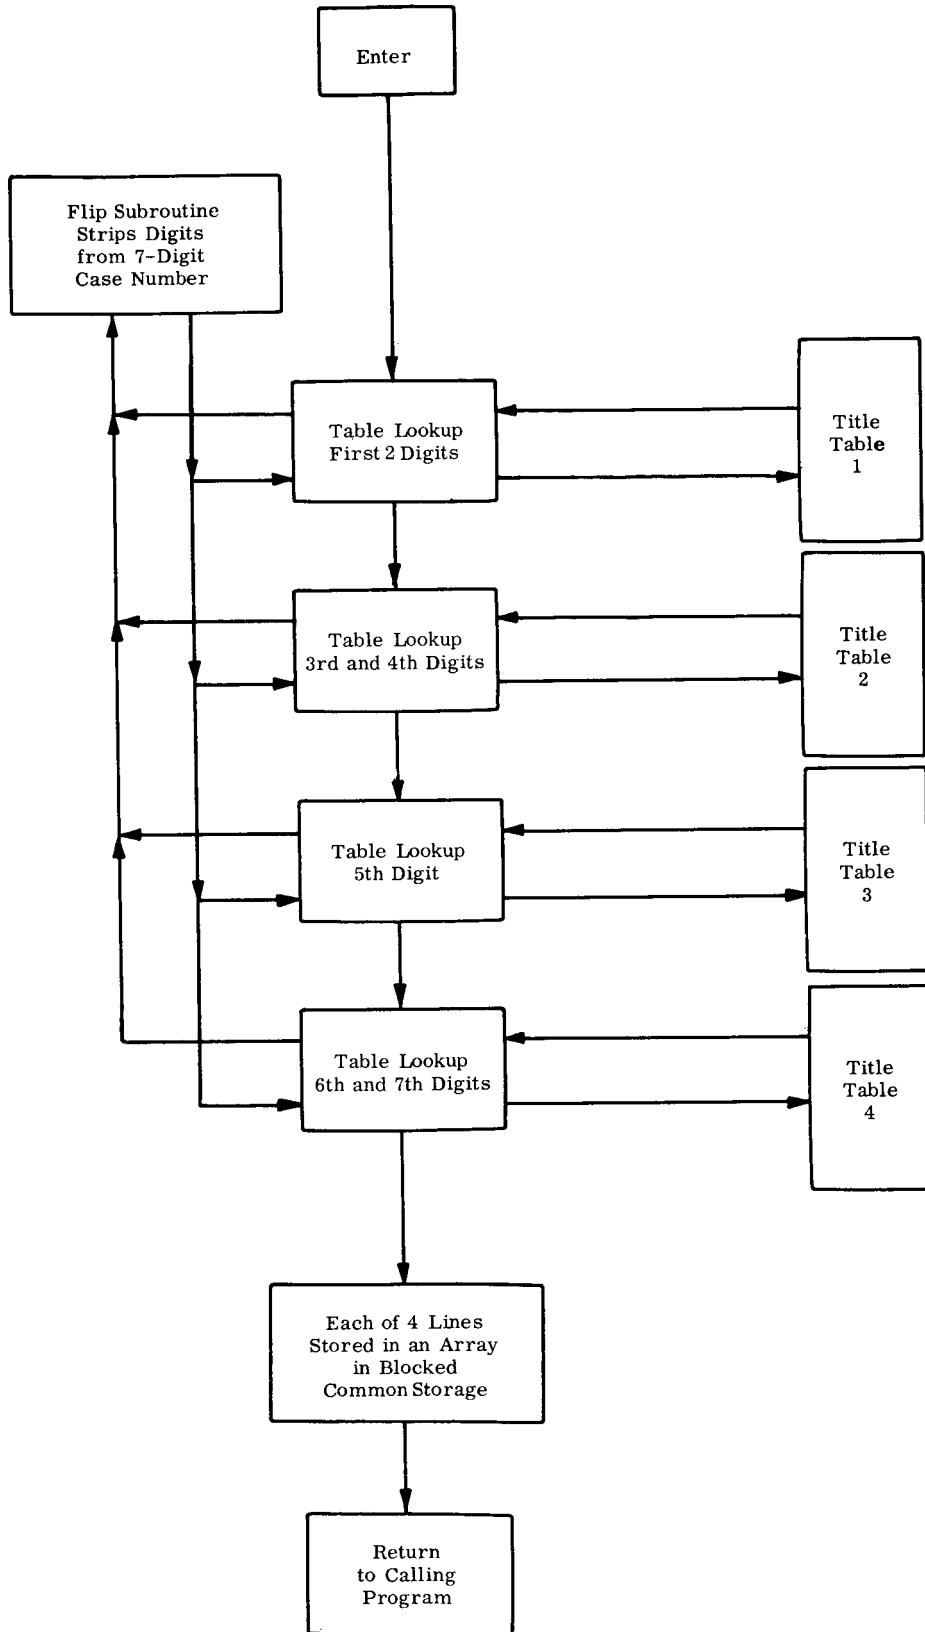 Enter
Flip Subroutine
Strips Digits
from 7-Digit
Case Number
Table Lookup
First 2 Digits
Title
Table
1
Table Lookup
3rd and 4th Digits
Title
Table
2
Table Lookup
5th Digit
Title
Table
3
Table Lookup
6th and 7th Digits
Title
Table
4
Each of 4 Lines
Stored in an Array
in Blocked
Common Storage
Return
to Calling
Program